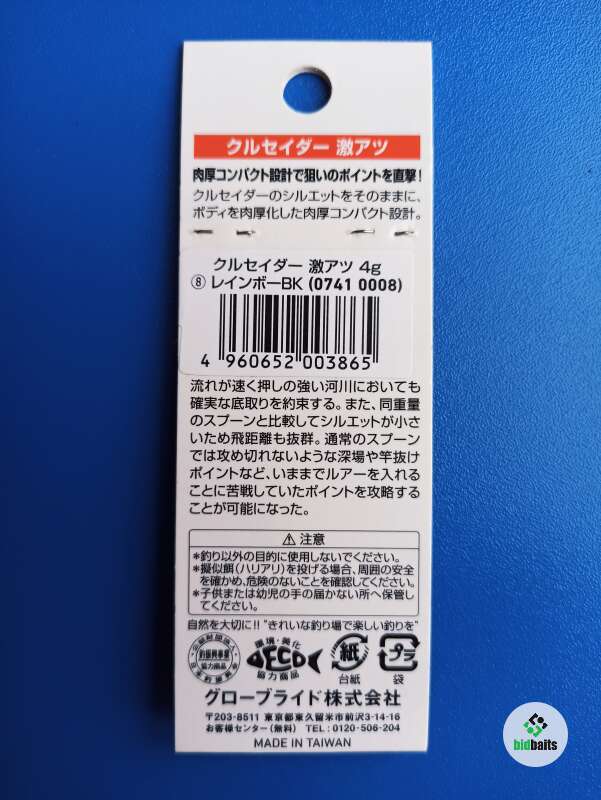 クルセイダー 激アツ
肉厚コンパクト設計で狙いのポイントを直撃!
クルセイダーのシルエットをそのままに、
ボディを肉厚化した肉厚コンパクト設計。
クルセイダー 激アツ 4g
⑧ レインボーBK (0741 0008)
4 960652 003865
流れが速く押しの強い河川においても
確実な底取りを約束する。また、同重量
のスプーンと比較してシルエットが小さ
いため飛距離も抜群。通常のスプーン
では攻め切れないような深場や竿抜け
ポイントなど、いままでルアーを入れる
ことに苦戦していたポイントを攻略する
ことが可能になった。
⚠ 注意
*釣り以外の目的に使用しないでください。
*擬似餌(ハリアリ)を投げる場合、周囲の安全
を確かめ、危険のないことを確認してください。
*子供または幼児の手の届かない所へ保管し
てください。
自然を大切に!! "きれいな釣り場で楽しい釣りを"
釣振興事業
協力商品
環境・美化
ECO
協力商品
紙
台紙
プラ
袋
グローブライド株式会社
〒203-8511 東京都東久留米市前沢3-14-16
お客様センター(無料) TEL:0120-506-204
MADE IN TAIWAN
bidbaits